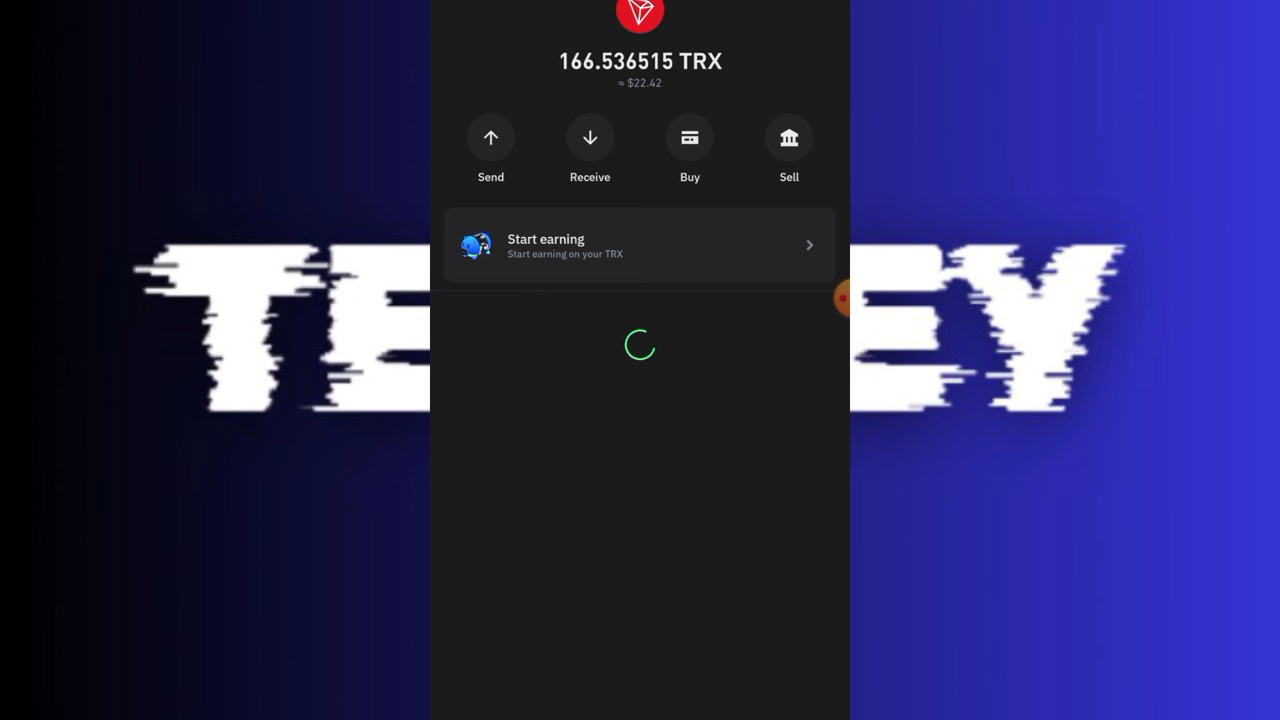 166.536515 TRX
≈ $22.42
Send
Receive
Buy
Sell
Start earning
Start earning on your TRX